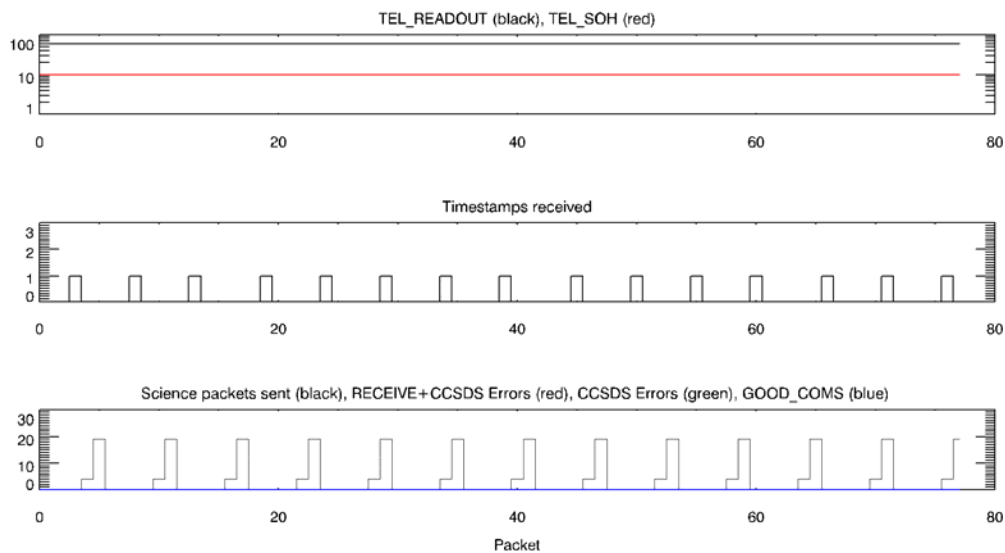 TEL_READOUT (black), TEL_SOH (red)
100
10
1
0 20 40 60 80
Timestamps received
3
2
1
0
0 20 40 60 80
Science packets sent (black), RECEIVE+CCSDS Errors (red), CCSDS Errors (green), GOOD_COMS (blue)
30
20
10
0
0 20 40 60 80
Packet